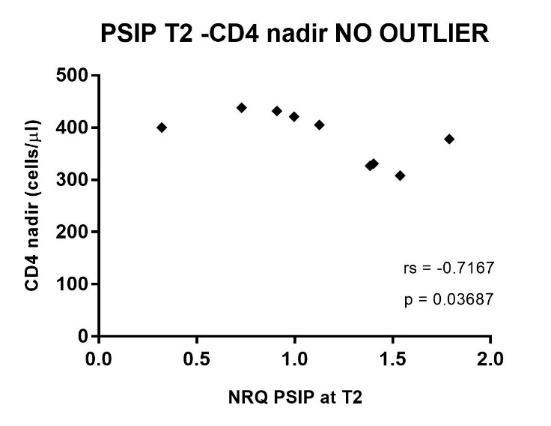 PSIP T2 -CD4 nadir NO OUTLIER
500
400
300
200
100
0
CD4 nadir (cells/μl)
rs = -0.7167
p = 0.03687
0.0 0.5 1.0 1.5 2.0
NRQ PSIP at T2